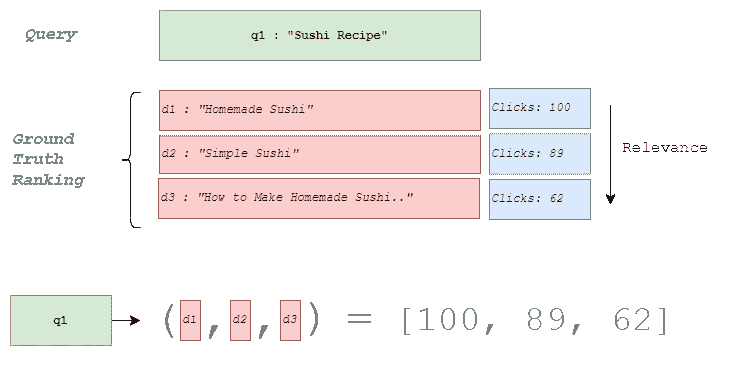 Query
q1 : "Sushi Recipe"
Ground
Truth
Ranking
d1 : "Homemade Sushi"
Clicks: 100
d2 : "Simple Sushi"
Clicks: 89
d3 : "How to Make Homemade Sushi.."
Clicks: 62
Relevance
q1
(d1, d2, d3) = [100, 89, 62]